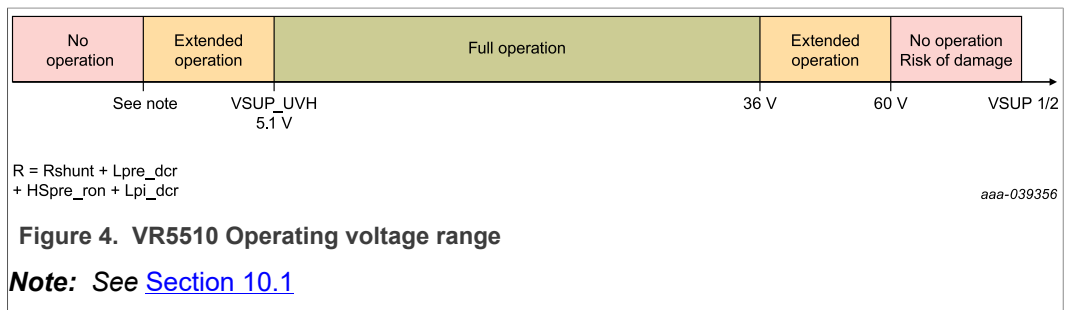 No operation
Extended operation
Full operation
Extended operation
No operation Risk of damage
See note
VSUP_UVH
5.1 V
36 V
60 V
VSUP 1/2
R = Rshunt + Lpre_dcr
+ HSpre_ron + Lpi_dcr
aaa-039356
Figure 4. VR5510 Operating voltage range
Note: See Section 10.1